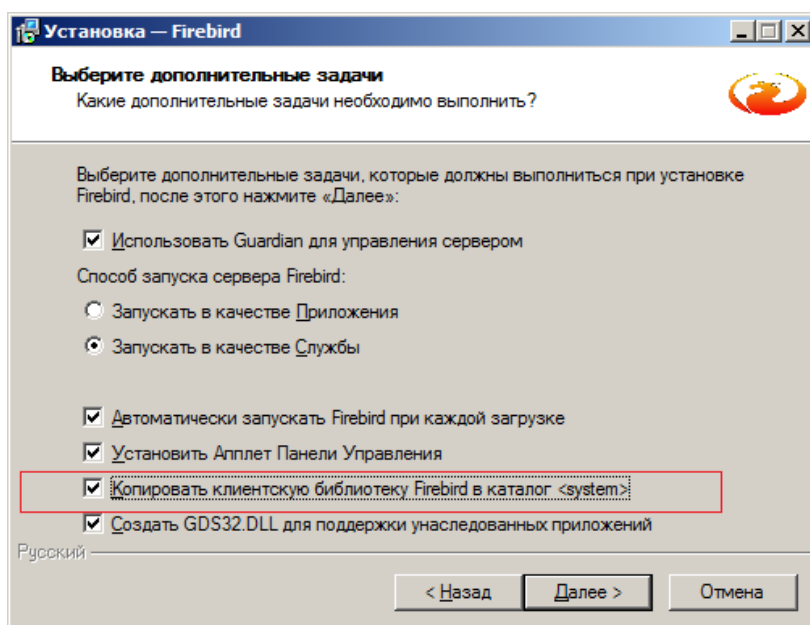 Установка — Firebird
Выберите дополнительные задачи
Какие дополнительные задачи необходимо выполнить?
Выберите дополнительные задачи, которые должны выполниться при установке
Firebird, после этого нажмите «Далее»:
Использовать Guardian для управления сервером
Способ запуска сервера Firebird:
Запускать в качестве Приложения
Запускать в качестве Службы
Автоматически запускать Firebird при каждой загрузке
Установить Апплет Панели Управления
Копировать клиентскую библиотеку Firebird в каталог <system>
Создать GDS32.DLL для поддержки унаследованных приложений
Русский
< Назад Далее > Отмена